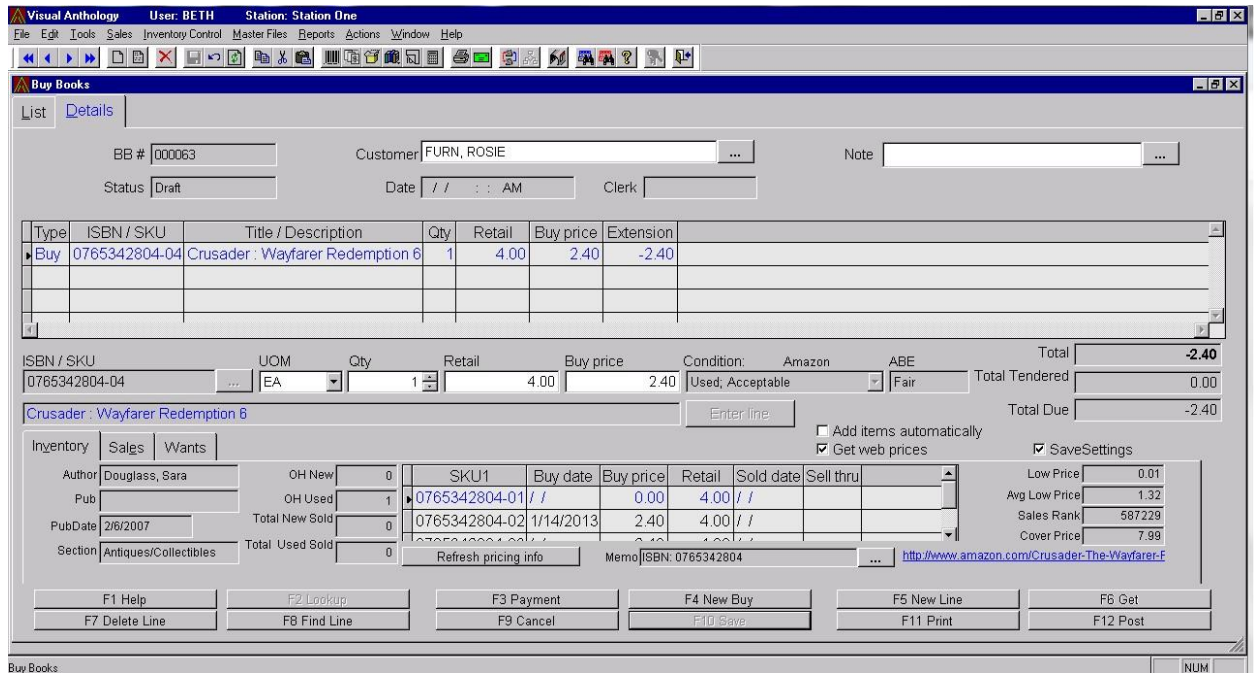 Visual Anthology User: BETH Station: Station One
File Edit Tools Sales Inventory Control Master Files Reports Actions Window Help
Buy Books
List Details
BB # 000063 Customer FURN, ROSIE ... Note ...
Status Draft Date / / : : AM Clerk
Type ISBN / SKU Title / Description Qty Retail Buy price Extension
Buy 0765342804-04 Crusader : Wayfarer Redemption 6 1 4.00 2.40 -2.40
ISBN / SKU UOM Qty Retail Buy price Condition: Amazon ABE Total -2.40
0765342804-04 ... EA 1 4.00 2.40 Used; Acceptable Fair Total Tendered 0.00
Crusader : Wayfarer Redemption 6 Enter line Total Due -2.40
Add items automatically
Inventory Sales Wants Get web prices SaveSettings
Author Douglass, Sara OH New 0 SKU1 Buy date Buy price Retail Sold date Sell thru Low Price 0.01
Pub OH Used 1 0765342804-01 / / 0.00 4.00 / / Avg Low Price 1.32
PubDate 2/6/2007 Total New Sold 0 0765342804-02 1/14/2013 2.40 4.00 / / Sales Rank 587229
Cover Price 7.99
Section Antiques/Collectibles Total Used Sold 0 Refresh pricing info Memo ISBN: 0765342804 ... http://www.amazon.com/Crusader-The-Wayfarer-F
F1 Help F2 Lookup F3 Payment F4 New Buy F5 New Line F6 Get
F7 Delete Line F8 Find Line F9 Cancel F10 Save F11 Print F12 Post
Buy Books NUM